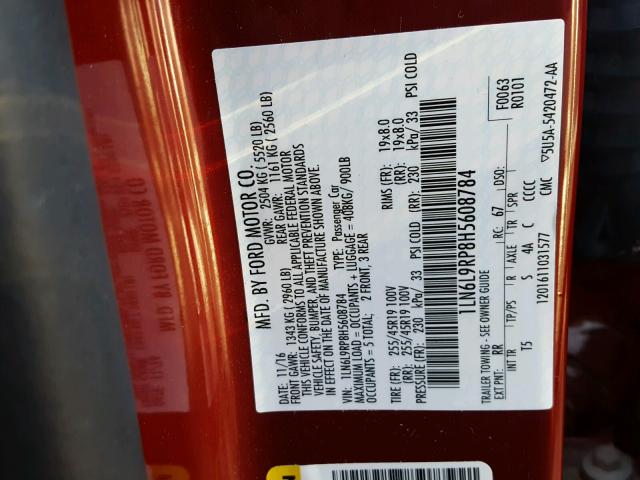 MFD. BY FORD MOTOR CO.
DATE: 11/16 GVWR: 2504 KG ( 5520 LB)
FRONT GAWR: 1343 KG ( 2960 LB) REAR GAWR: 1161 KG ( 2560 LB)
THIS VEHICLE CONFORMS TO ALL APPLICABLE FEDERAL MOTOR
VEHICLE SAFETY, BUMPER, AND THEFT PREVENTION STANDARDS
IN EFFECT ON THE DATE OF MANUFACTURE SHOWN ABOVE.
VIN: 1LN6L9RP8H5608784 TYPE: Passenger Car
MAXIMUM LOAD = OCCUPANTS + LUGGAGE = 408KG/ 900LB
OCCUPANTS = 5 TOTAL; 2 FRONT, 3 REAR
TIRE (FR): 255/45R19 100V RIMS (FR): 19x8.0
(RR): 255/45R19 100V (RR): 19x8.0
PRESSURE (FR): 230 kPa/ 33 PSI COLD (RR): 230 kPa/ 33 PSI COLD
1LN6L9RP8H5608784
TRAILER TOWING - SEE OWNER GUIDE F0063
EXT PNT: RR RC: 67 DSO: R0101
INT TR TP/PS R AXLE TR SPR
T5 S 4A C CCCC
1201611031577 CMC ▽5U5A-5420472-AA